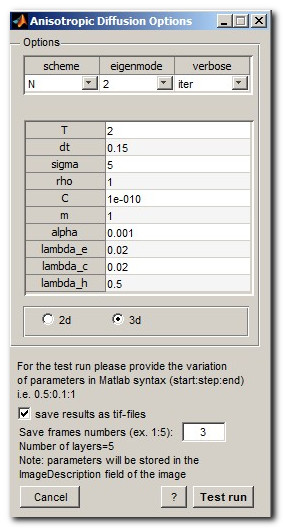 Anisotropic Diffusion Options
Options
scheme eigenmode verbose
N 2 iter
T 2
dt 0.15
sigma 5
rho 1
C 1e-010
m 1
alpha 0.001
lambda_e 0.02
lambda_c 0.02
lambda_h 0.5
2d 3d
For the test run please provide the variation
of parameters in Matlab syntax (start:step:end)
i.e. 0.5:0.1:1
save results as tif-files
Save frames numbers (ex. 1:5): 3
Number of layers=5
Note: parameters will be stored in the
ImageDescription field of the image
Cancel ? Test run